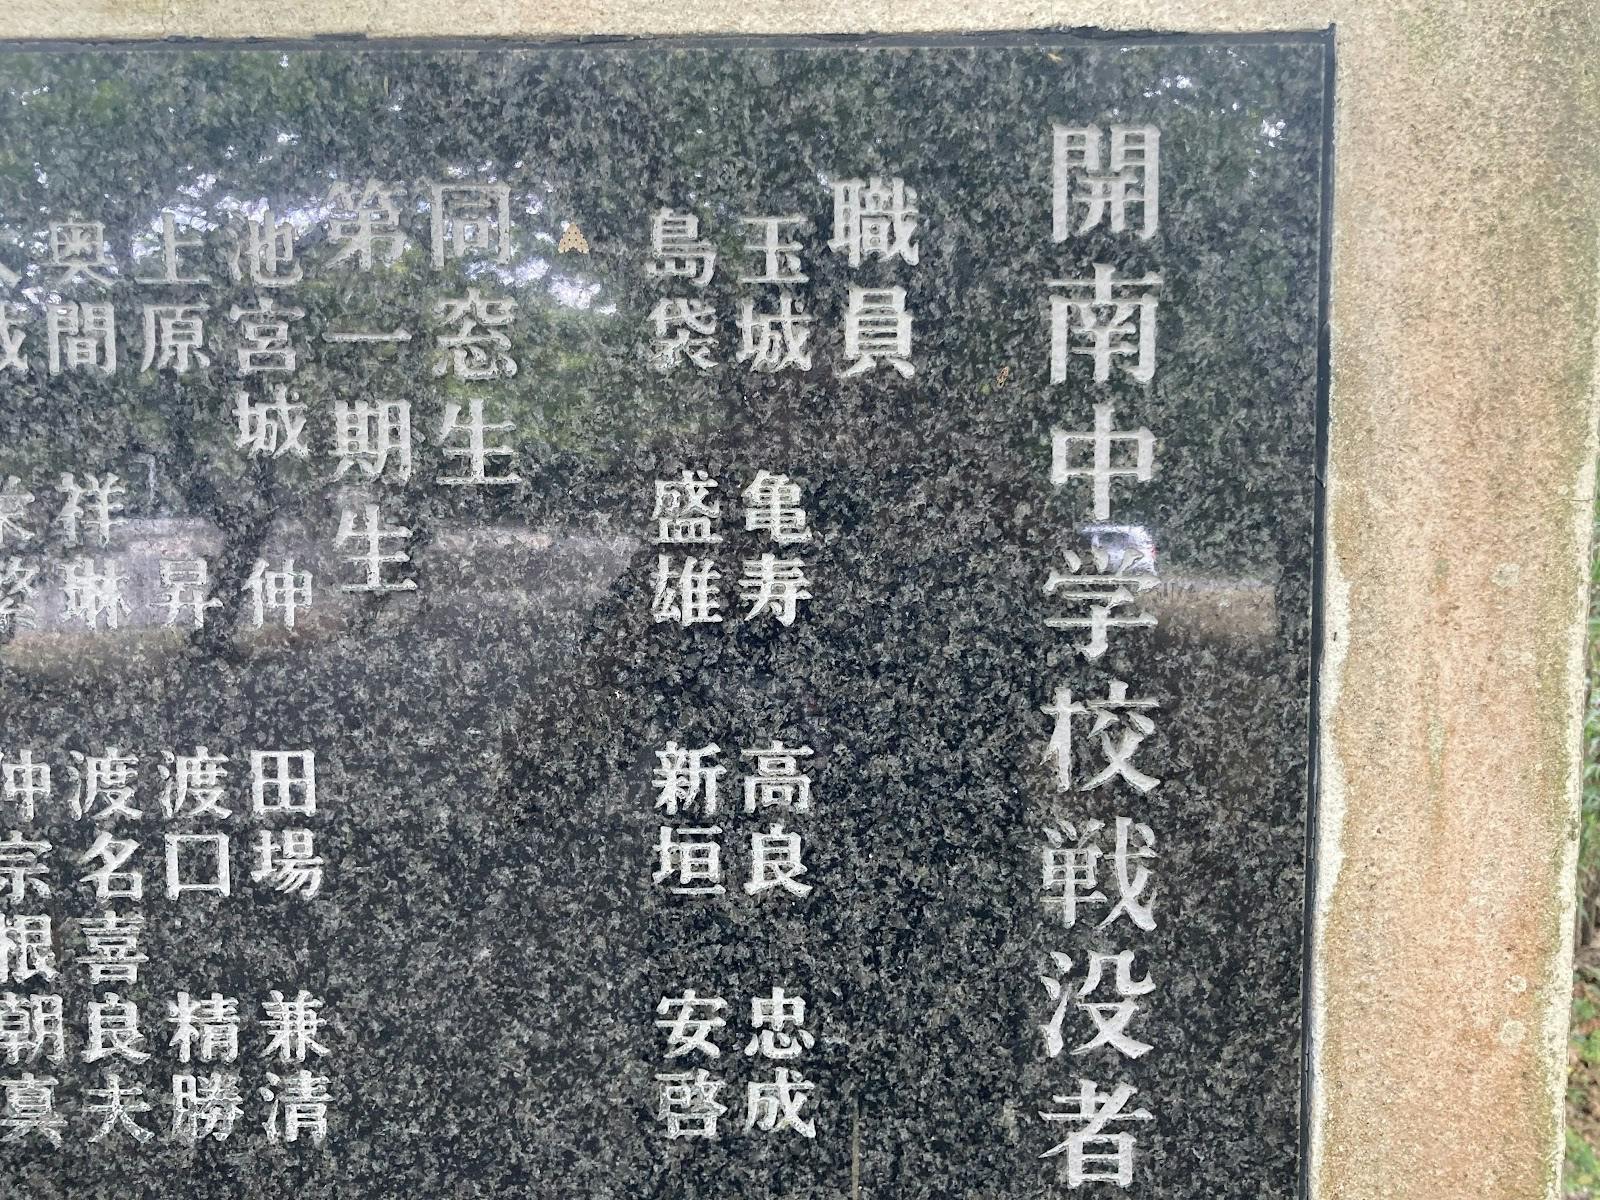 開南中学校戦没者
職員
玉城 亀寿 高良 忠成
島袋 盛雄 新垣 安啓
同窓生
第一期生
池宮城 伸 田場 兼清
上原 昇 渡口 精勝
奥間 祥琳 渡名喜良夫
仲宗根朝真